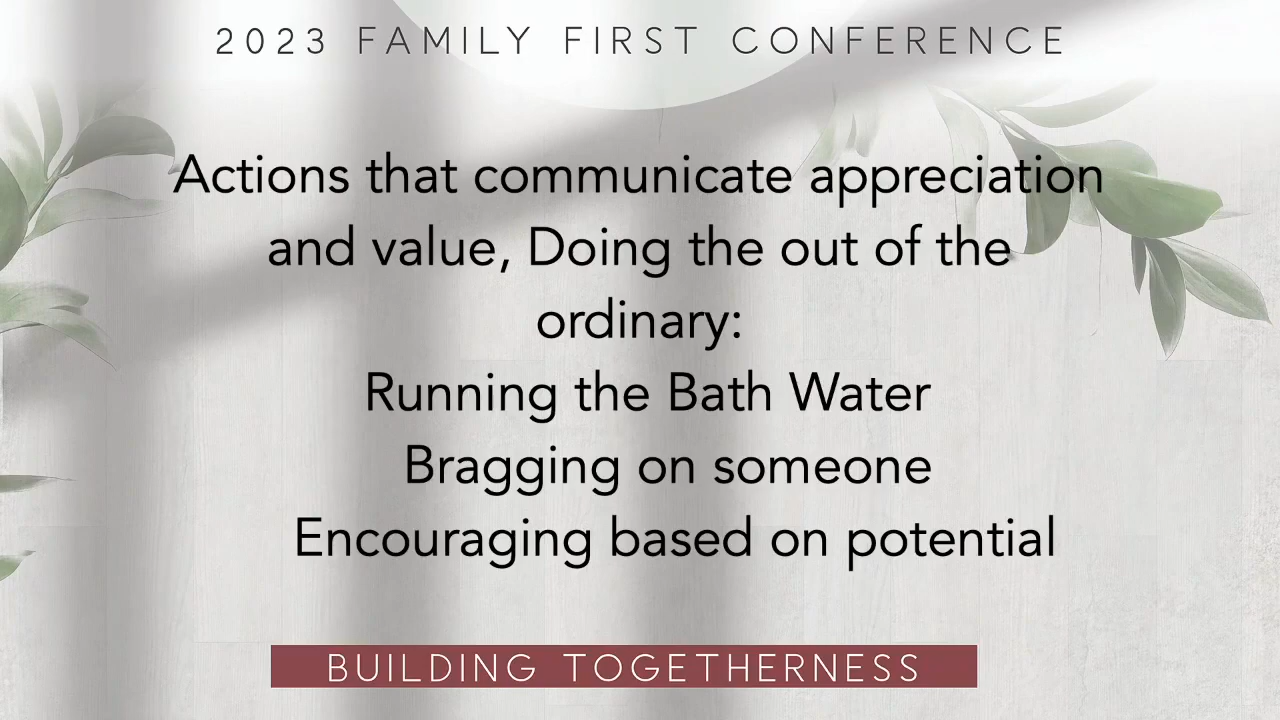 2023 FAMILY FIRST CONFERENCE
Actions that communicate appreciation
and value, Doing the out of the
ordinary:
Running the Bath Water
Bragging on someone
Encouraging based on potential
BUILDING TOGETHERNESS